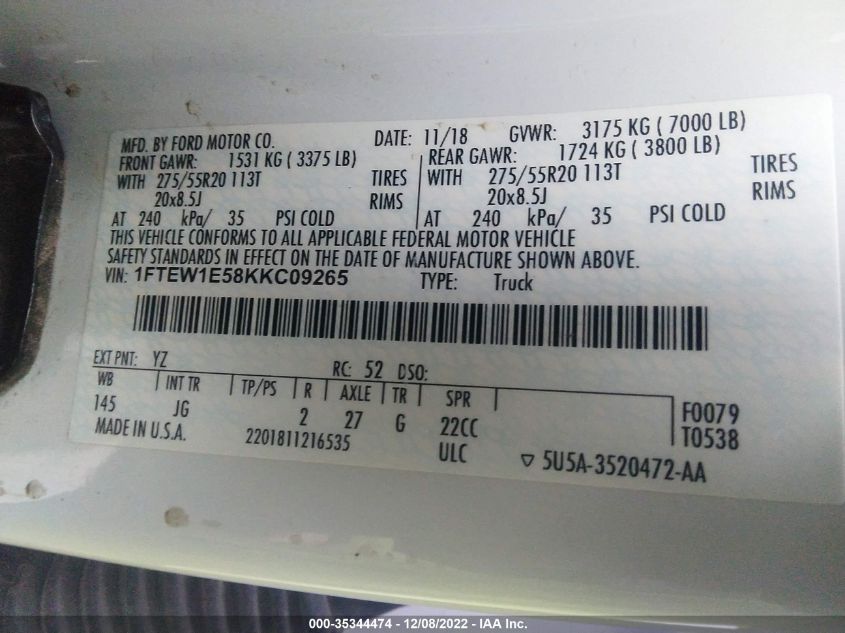 MFD. BY FORD MOTOR CO. DATE: 11/18 GVWR: 3175 KG ( 7000 LB)
FRONT GAWR: 1531 KG ( 3375 LB) REAR GAWR: 1724 KG ( 3800 LB)
WITH 275/55R20 113T TIRES WITH 275/55R20 113T TIRES
20x8.5J RIMS 20x8.5J RIMS
AT 240 kPa/ 35 PSI COLD AT 240 kPa/ 35 PSI COLD
THIS VEHICLE CONFORMS TO ALL APPLICABLE FEDERAL MOTOR VEHICLE
SAFETY STANDARDS IN EFFECT ON THE DATE OF MANUFACTURE SHOWN ABOVE.
VIN: 1FTEW1E58KKC09265 TYPE: Truck
EXT PNT: YZ RC: 52 DSO:
WB INT TR TP/PS R AXLE TR SPR
145 JG 2 27 G 22CC F0079
MADE IN U.S.A. 2201811216535 ULC T0538
▽ 5U5A-3520472-AA
000-35344474 - 12/08/2022 - IAA Inc.